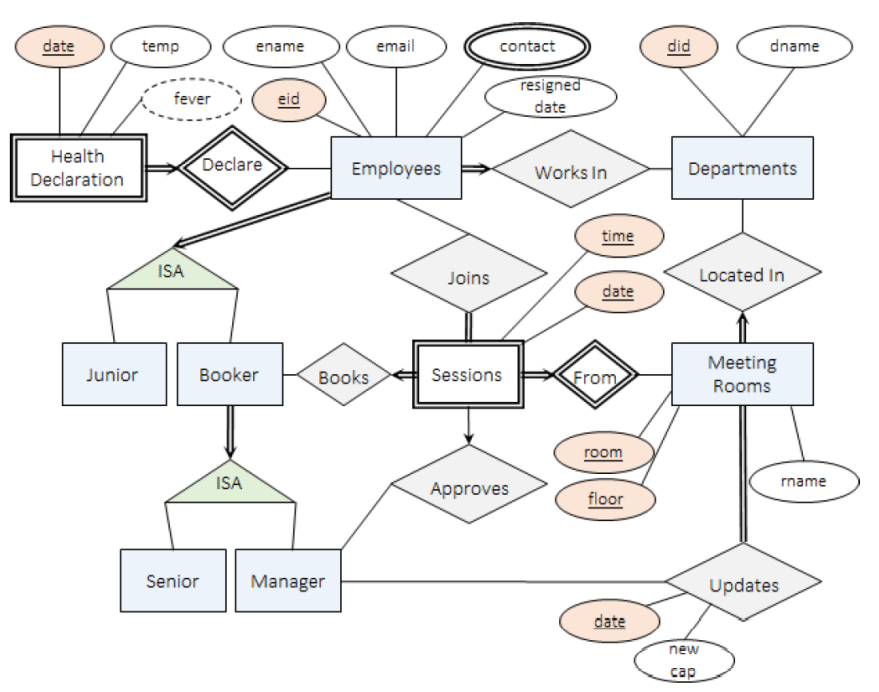 date
temp
ename
email
contact
did
dname
fever
eid
resigned
date
Health
Declaration
Declare
Employees
Works In
Departments
time
ISA
Joins
date
Located In
Junior
Booker
Books
Sessions
From
Meeting
Rooms
room
floor
rname
ISA
Approves
Senior
Manager
Updates
date
new
cap